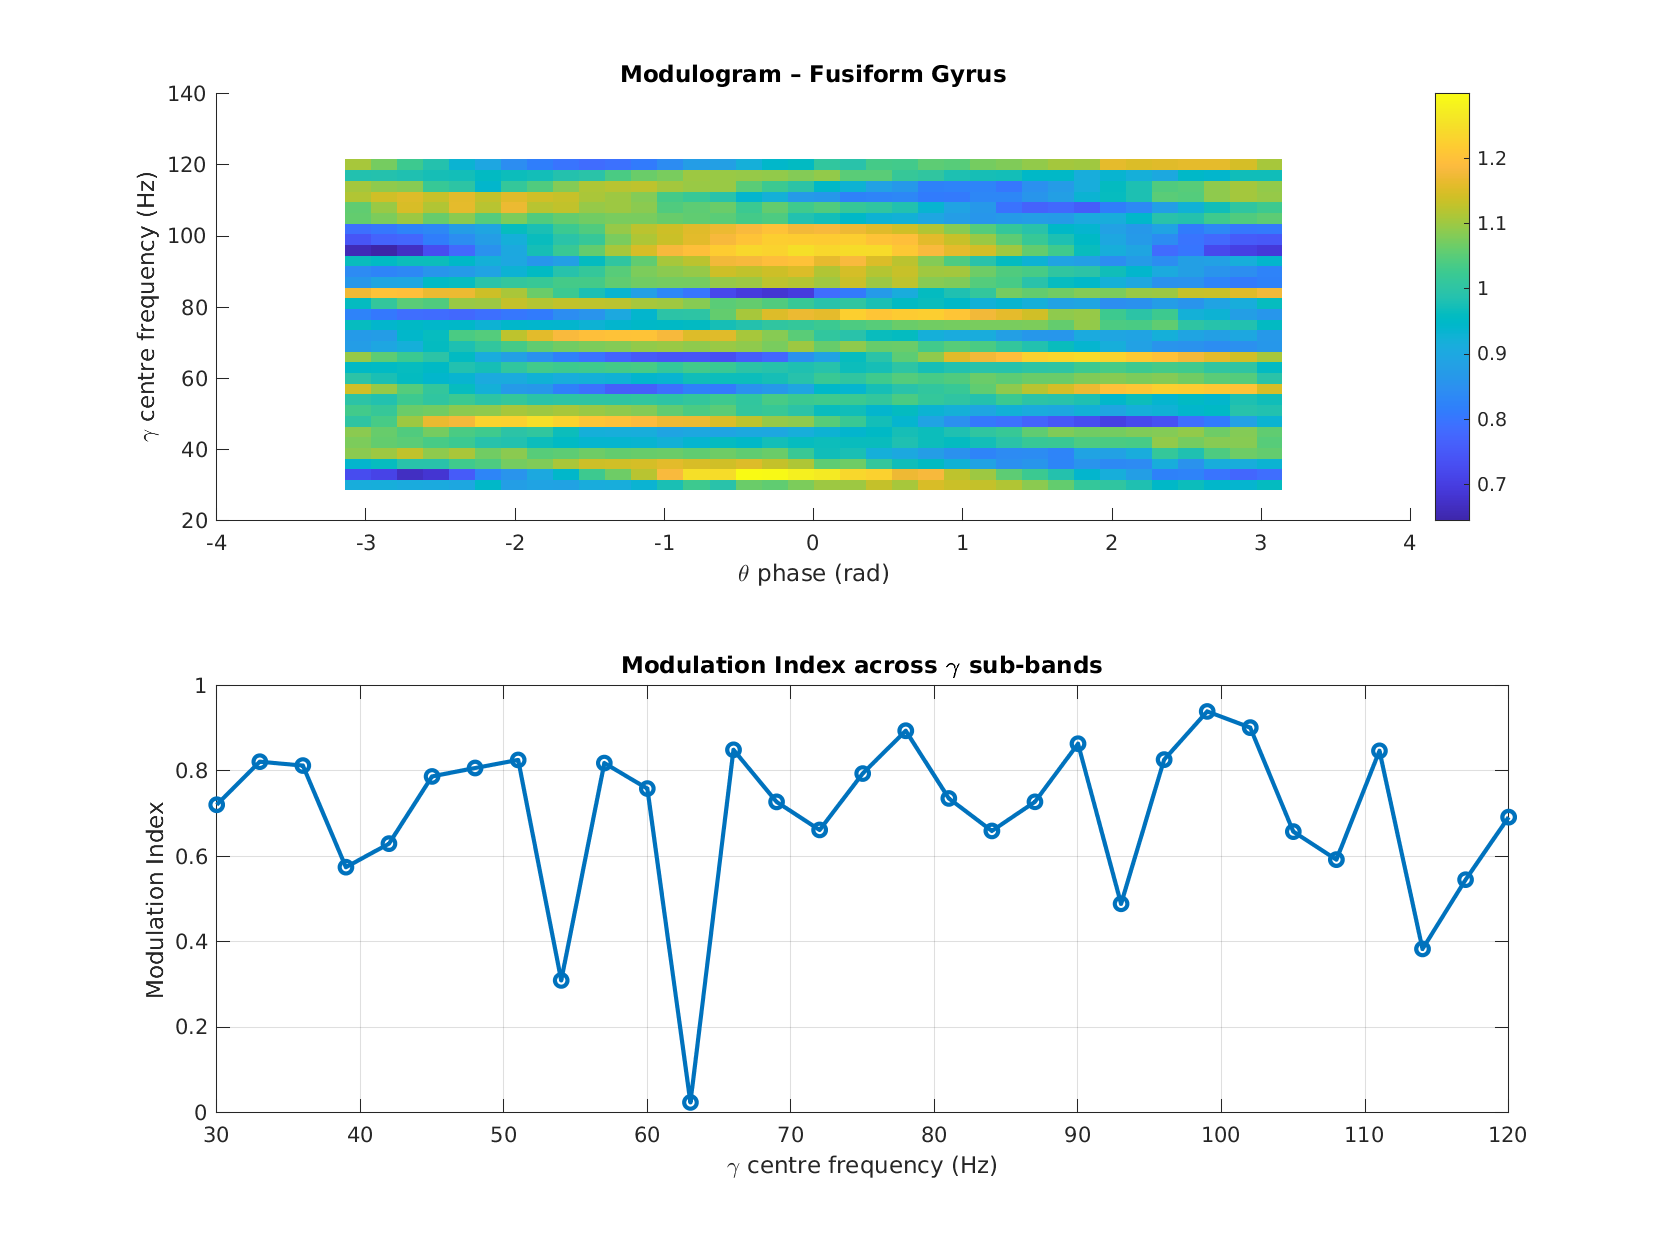 Modulogram – Fusiform Gyrus
140
120
100
80
60
40
20
γ centre frequency (Hz)
-4 -3 -2 -1 0 1 2 3 4
θ phase (rad)
1.2
1.1
1
0.9
0.8
0.7
Modulation Index across γ sub-bands
1
0.8
0.6
0.4
0.2
0
Modulation Index
30 40 50 60 70 80 90 100 110 120
γ centre frequency (Hz)